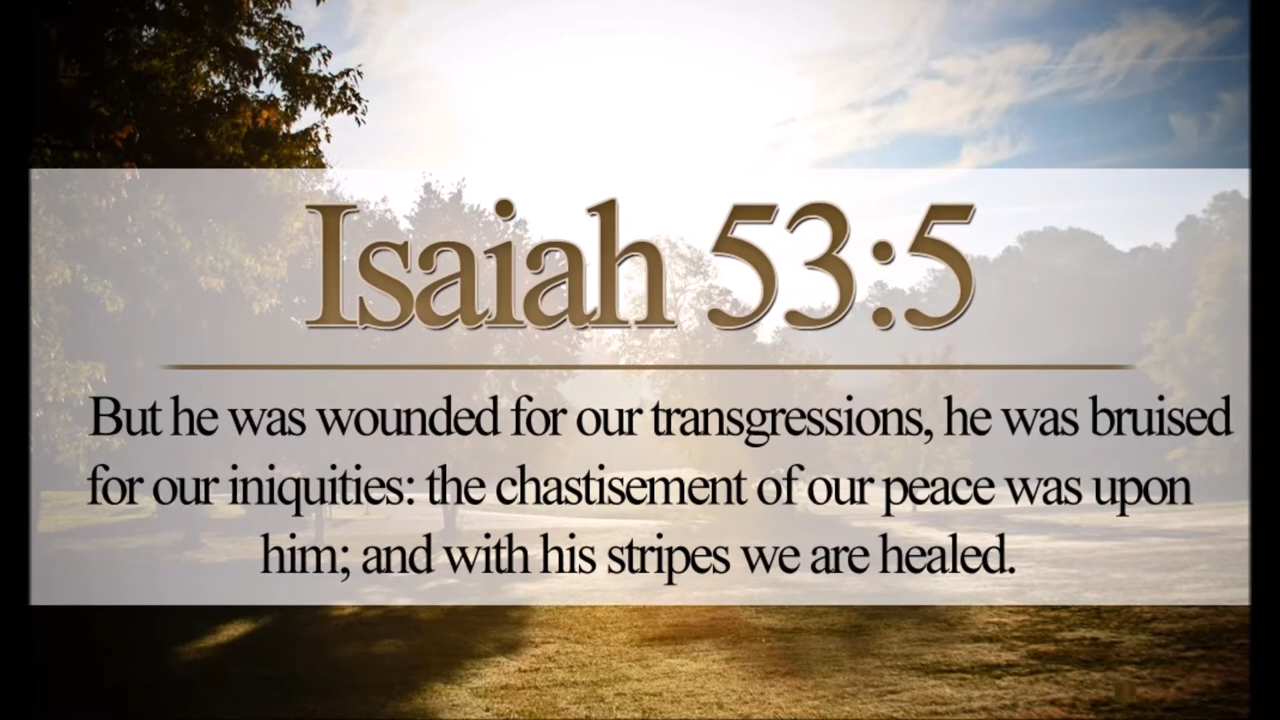 Isaiah 53:5
But he was wounded for our transgressions, he was bruised
for our iniquities: the chastisement of our peace was upon
him; and with his stripes we are healed.